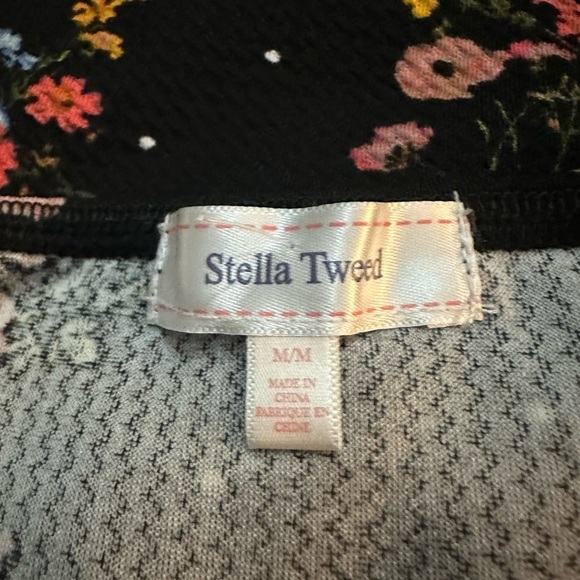 Stella Tweed
M/M
MADE IN
CHINA
FABRIQUE EN
CHINE